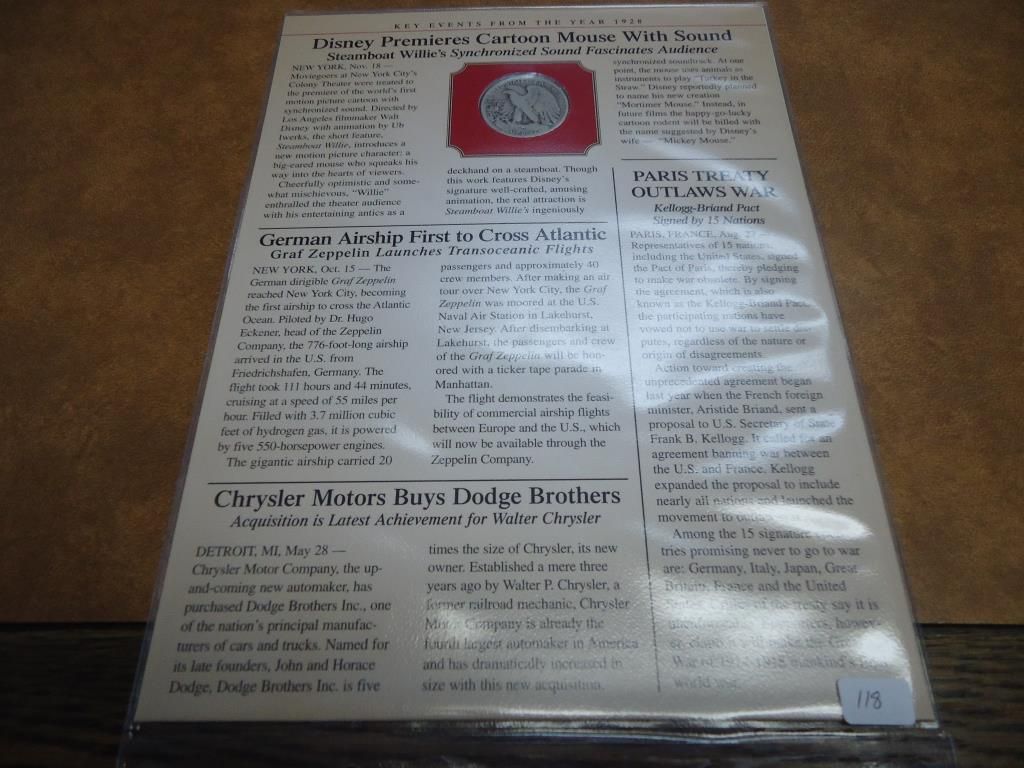 KEY EVENTS FROM THE YEAR 1928
Disney Premieres Cartoon Mouse With Sound
Steamboat Willie's Synchronized Sound Fascinates Audience
NEW YORK, Nov. 18 —
Moviegoers at New York City's
Colony Theater were treated to
the premiere of the world's first
motion picture cartoon with
synchronized sound. Directed by
Los Angeles filmmaker Walt
Disney with animation by Ub
Iwerks, the short feature,
Steamboat Willie, introduces a
new motion picture character: a
big-eared mouse who squeaks his
way into the hearts of viewers.
Cheerfully optimistic and some-
what mischievous, "Willie"
enthralled the theater audience
with his entertaining antics as a
deckhand on a steamboat. Though
this work features Disney's
signature well-crafted, amusing
animation, the real attraction is
Steamboat Willie's ingeniously
synchronized soundtrack. At one
point, the mouse uses animals as
instruments to play "Turkey in the
Straw." Disney reportedly planned
to name his new creation
"Mortimer Mouse." Instead, in
future films the happy-go-lucky
cartoon rodent will be billed with
the name suggested by Disney's
wife — "Mickey Mouse."
German Airship First to Cross Atlantic
Graf Zeppelin Launches Transoceanic Flights
NEW YORK, Oct. 15 — The
German dirigible Graf Zeppelin
reached New York City, becoming
the first airship to cross the Atlantic
Ocean. Piloted by Dr. Hugo
Eckener, head of the Zeppelin
Company, the 776-foot-long airship
arrived in the U.S. from
Friedrichshafen, Germany. The
flight took 111 hours and 44 minutes,
cruising at a speed of 55 miles per
hour. Filled with 3.7 million cubic
feet of hydrogen gas, it is powered
by five 550-horsepower engines.
The gigantic airship carried 20
passengers and approximately 40
crew members. After making an air
tour over New York City, the Graf
Zeppelin was moored at the U.S.
Naval Air Station in Lakehurst,
New Jersey. After disembarking at
Lakehurst, the passengers and crew
of the Graf Zeppelin will be hon-
ored with a ticker tape parade in
Manhattan.
The flight demonstrates the feasi-
bility of commercial airship flights
between Europe and the U.S., which
will now be available through the
Zeppelin Company.
Chrysler Motors Buys Dodge Brothers
Acquisition is Latest Achievement for Walter Chrysler
DETROIT, MI, May 28 —
Chrysler Motor Company, the up-
and-coming new automaker, has
purchased Dodge Brothers Inc., one
of the nation's principal manufac-
turers of cars and trucks. Named for
its late founders, John and Horace
Dodge, Dodge Brothers Inc. is five
times the size of Chrysler, its new
owner. Established a mere three
years ago by Walter P. Chrysler, a
former railroad mechanic, Chrysler
Motor Company is already the
fourth largest automaker in America
and has dramatically increased in
size with this new acquisition.
PARIS TREATY
OUTLAWS WAR
Kellogg-Briand Pact
Signed by 15 Nations
PARIS, FRANCE, Aug. 27 —
Representatives of 15 nations,
including the United States, signed
the Pact of Paris, thereby pledging
to make war obsolete. By signing
the agreement, which is also
known as the Kellogg-Briand Pact,
the participating nations have
vowed not to use war to settle dis-
putes, regardless of the nature or
origin of disagreements.
Action toward creating the
unprecedented agreement began
last year when the French foreign
minister, Aristide Briand, sent a
proposal to U.S. Secretary of State
Frank B. Kellogg. It called for an
agreement banning war between
the U.S. and France. Kellogg
expanded the proposal to include
nearly all nations and launched the
movement to
Among the 15 signature
tries promising never to go to war
are: Germany, Italy, Japan, Great
Britain, France and the United
of the treaty say it is
the Great
War of 1914-1918 mankind's
world war.
118